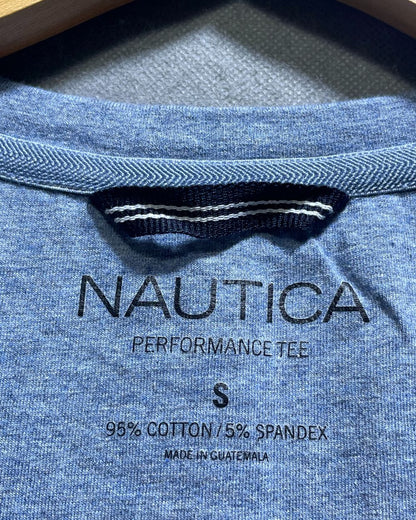 NAUTICA
PERFORMANCE TEE
S
95% COTTON / 5% SPANDEX
MADE IN GUATEMALA